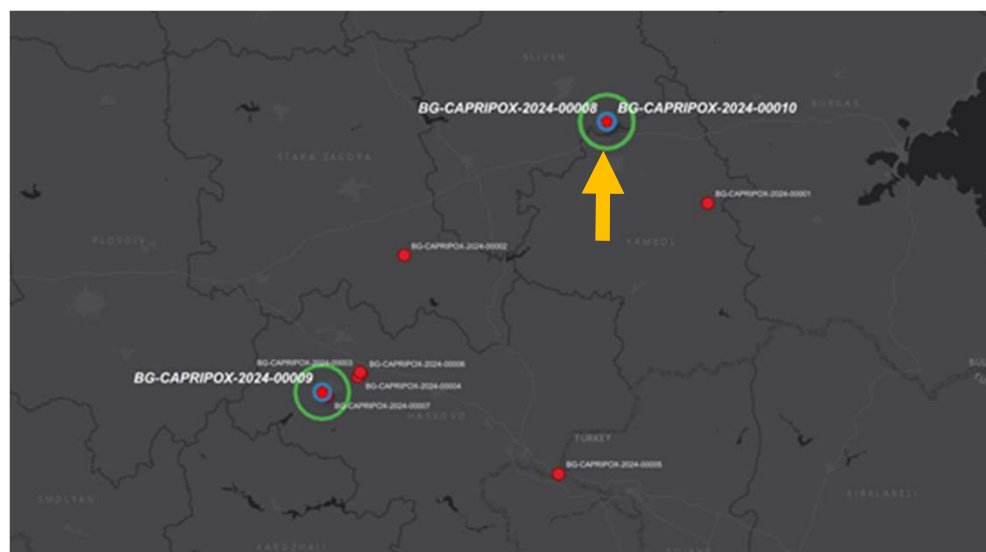 SLIVEN
BG-CAPRIPOX-2024-00008
BG-CAPRIPOX-2024-00010
BURGAS
STARA ZAGORA
BG-CAPRIPOX-2024-00001
PLOVDIV
YAMBOL
BG-CAPRIPOX-2024-00002
BG-CAPRIPOX-2024-00003
BG-CAPRIPOX-2024-00006
BG-CAPRIPOX-2024-00009
BG-CAPRIPOX-2024-00004
BG-CAPRIPOX-2024-00007
HASKOVO
TURKEY
BG-CAPRIPOX-2024-00005
SMOLYAN
KIRKLARELI
KARDZHALI